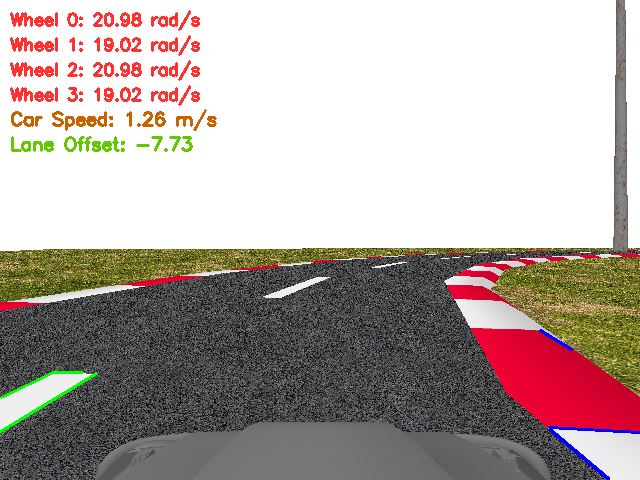 Wheel 0: 20.98 rad/s
Wheel 1: 19.02 rad/s
Wheel 2: 20.98 rad/s
Wheel 3: 19.02 rad/s
Car Speed: 1.26 m/s
Lane Offset: -7.73